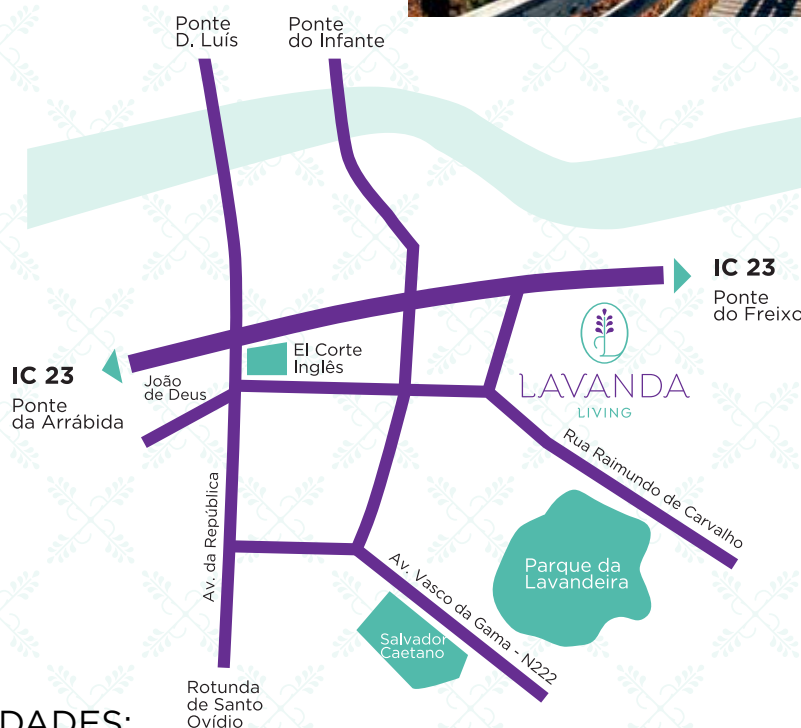 Ponte
D. Luís
Ponte
do Infante
IC 23
Ponte
do Freixo
El Corte
Inglês
LAVANDA
LIVING
IC 23
Ponte
da Arrábida
João
de Deus
Rua Raimundo de Carvalho
Av. da República
Parque da
Lavandeira
Av. Vasco da Gama - N222
Salvador
Caetano
Rotunda
de Santo
Ovídio
DADES: